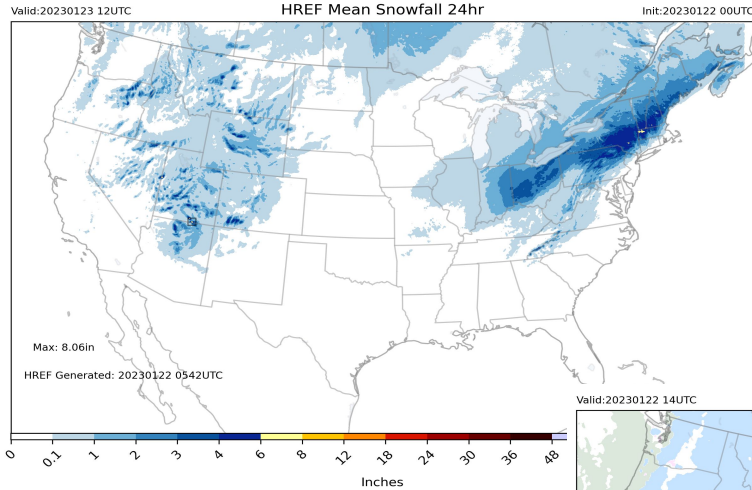 Valid:20230123 12UTC HREF Mean Snowfall 24hr Init:20230122 00UTC
Max: 8.06in
HREF Generated: 20230122 0542UTC
Valid:20230122 14UTC
0 0.1 1 2 3 4 6 8 12 18 24 30 36 48
Inches